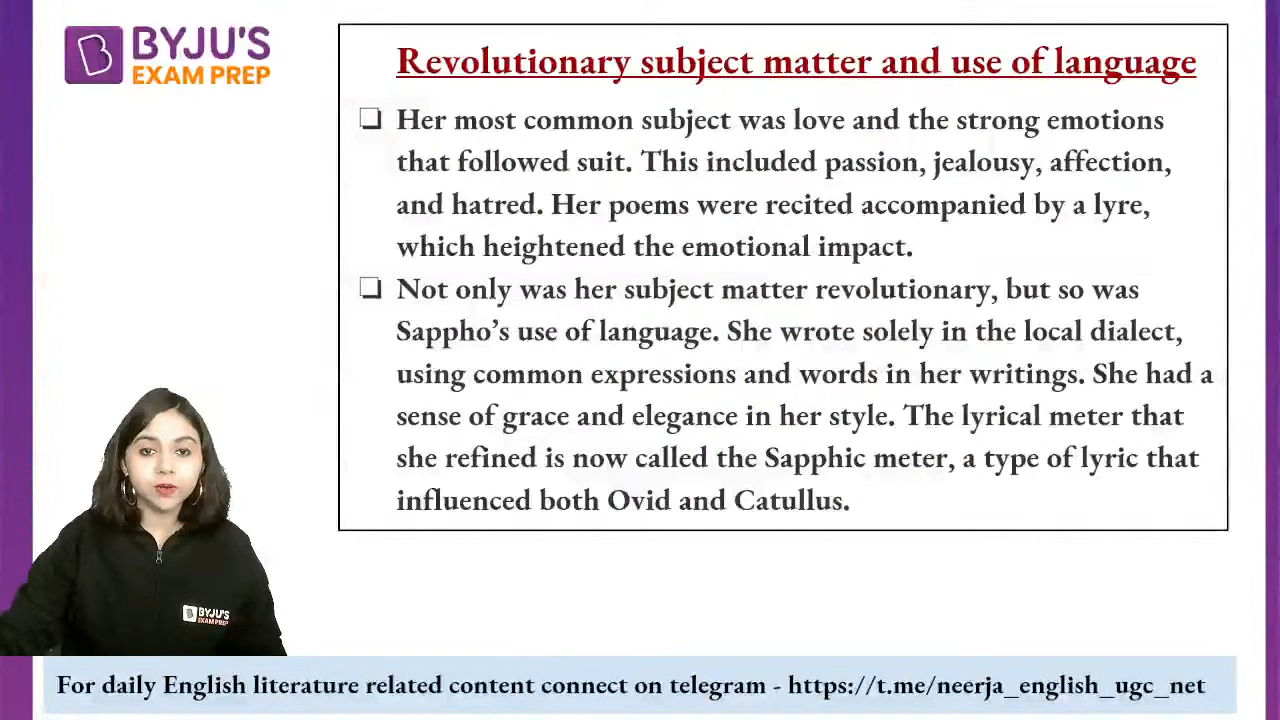 BYJU'S
EXAM PREP
Revolutionary subject matter and use of language
❏ Her most common subject was love and the strong emotions
that followed suit. This included passion, jealousy, affection,
and hatred. Her poems were recited accompanied by a lyre,
which heightened the emotional impact.
❏ Not only was her subject matter revolutionary, but so was
Sappho’s use of language. She wrote solely in the local dialect,
using common expressions and words in her writings. She had a
sense of grace and elegance in her style. The lyrical meter that
she refined is now called the Sapphic meter, a type of lyric that
influenced both Ovid and Catullus.
BYJU'S
EXAM PREP
For daily English literature related content connect on telegram - https://t.me/neerja_english_ugc_net